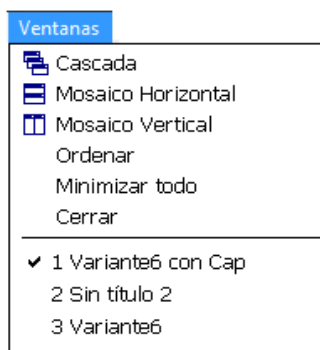 Ventanas
Cascada
Mosaico Horizontal
Mosaico Vertical
Ordenar
Minimizar todo
Cerrar
✔ 1 Variante6 con Cap
2 Sin título 2
3 Variante6